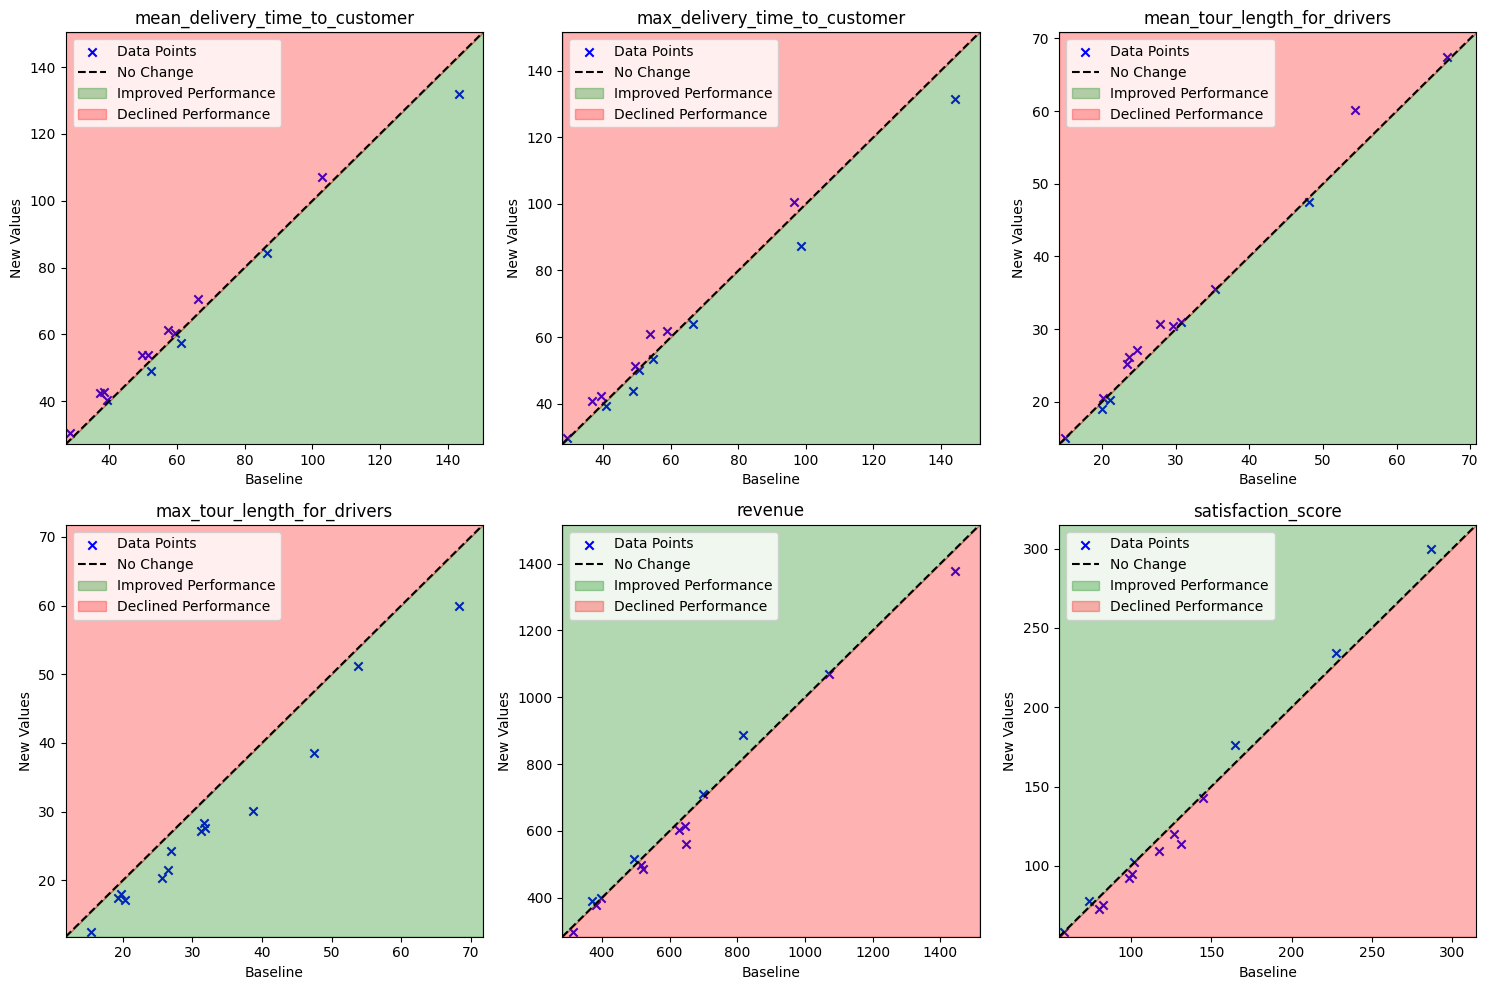 mean_delivery_time_to_customer
140
120
100
80
60
40
New Values
Data Points
No Change
Improved Performance
Declined Performance
40 60 80 100 120 140
Baseline
max_delivery_time_to_customer
140
120
100
80
60
40
New Values
Data Points
No Change
Improved Performance
Declined Performance
40 60 80 100 120 140
Baseline
mean_tour_length_for_drivers
70
60
50
40
30
20
New Values
Data Points
No Change
Improved Performance
Declined Performance
20 30 40 50 60 70
Baseline
max_tour_length_for_drivers
70
60
50
40
30
20
New Values
Data Points
No Change
Improved Performance
Declined Performance
20 30 40 50 60 70
Baseline
revenue
1400
1200
1000
800
600
400
New Values
Data Points
No Change
Improved Performance
Declined Performance
400 600 800 1000 1200 1400
Baseline
satisfaction_score
300
250
200
150
100
New Values
Data Points
No Change
Improved Performance
Declined Performance
100 150 200 250 300
Baseline